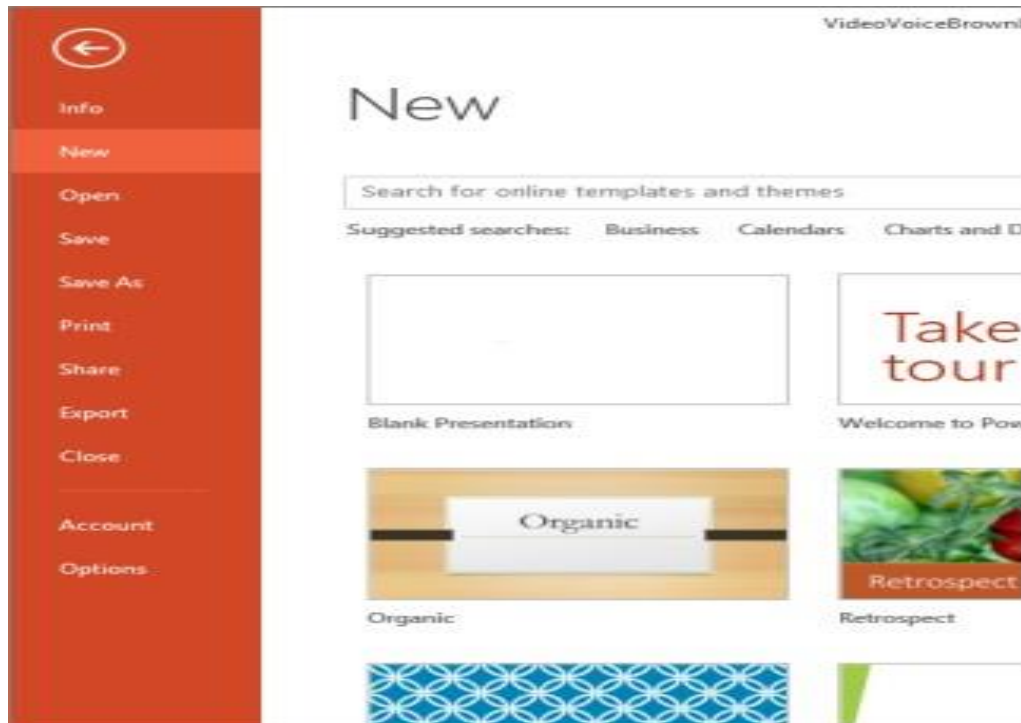 VideoVoiceBrown
Info
New
Open
Save
Save As
Print
Share
Export
Close
Account
Options
New
Search for online templates and themes
Suggested searches: Business Calendars Charts and D
Blank Presentation
Take
tour
Welcome to Pow
Organic
Organic
Retrospect
Retrospect